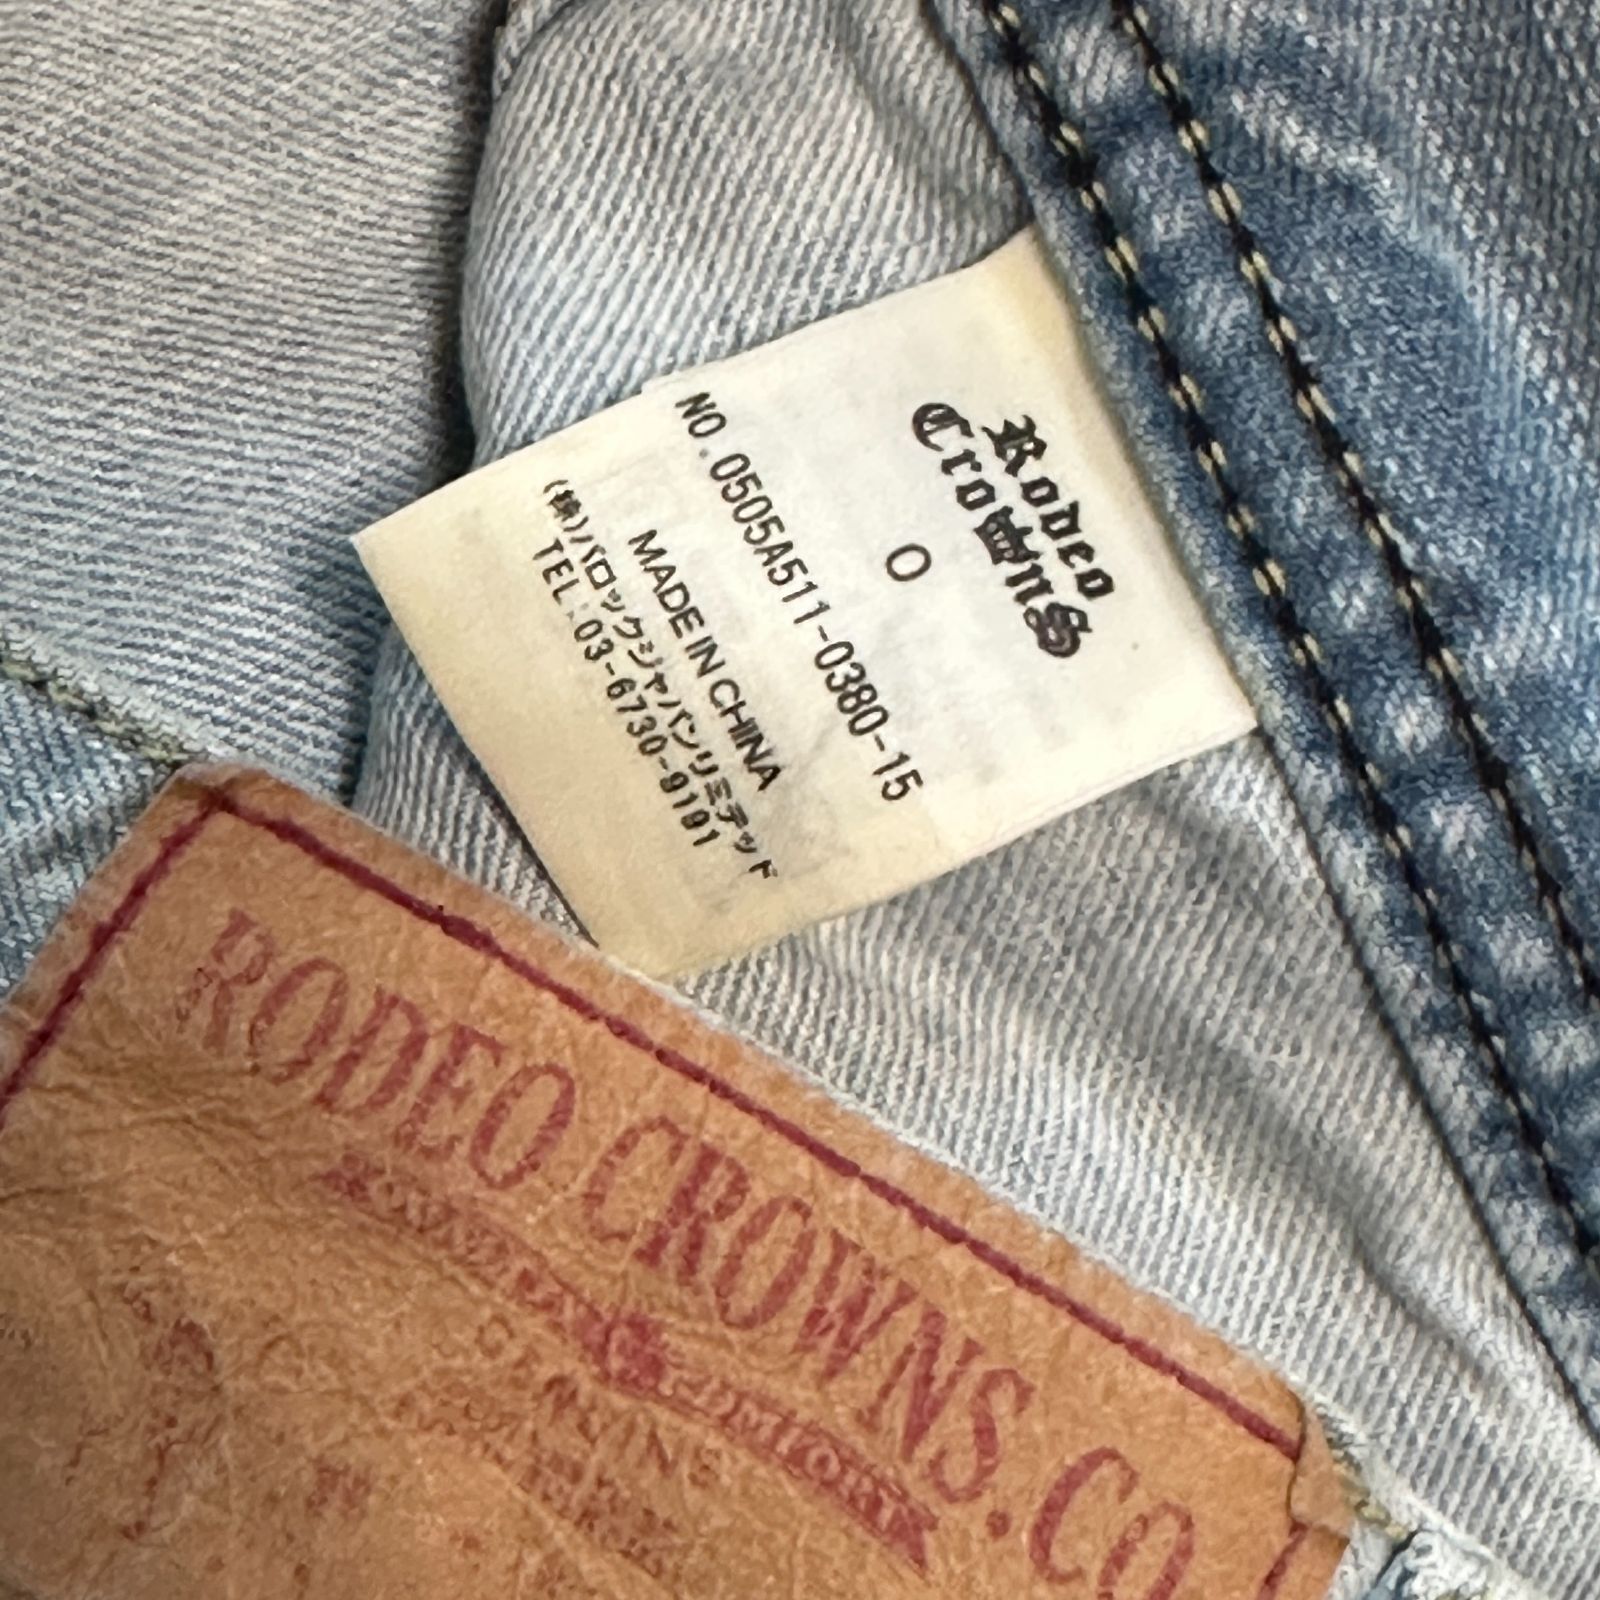 Rodeo
Crowns
0
NO.0505A511-0380-15
MADE IN CHINA
(株)バロックジャパンリミテッド
TEL:03-6730-9191
RODEO CROWNS.CO